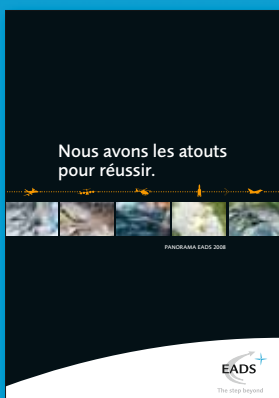 Nous avons les atouts
pour réussir.
PANORAMA EADS 2008
EADS
The step beyond